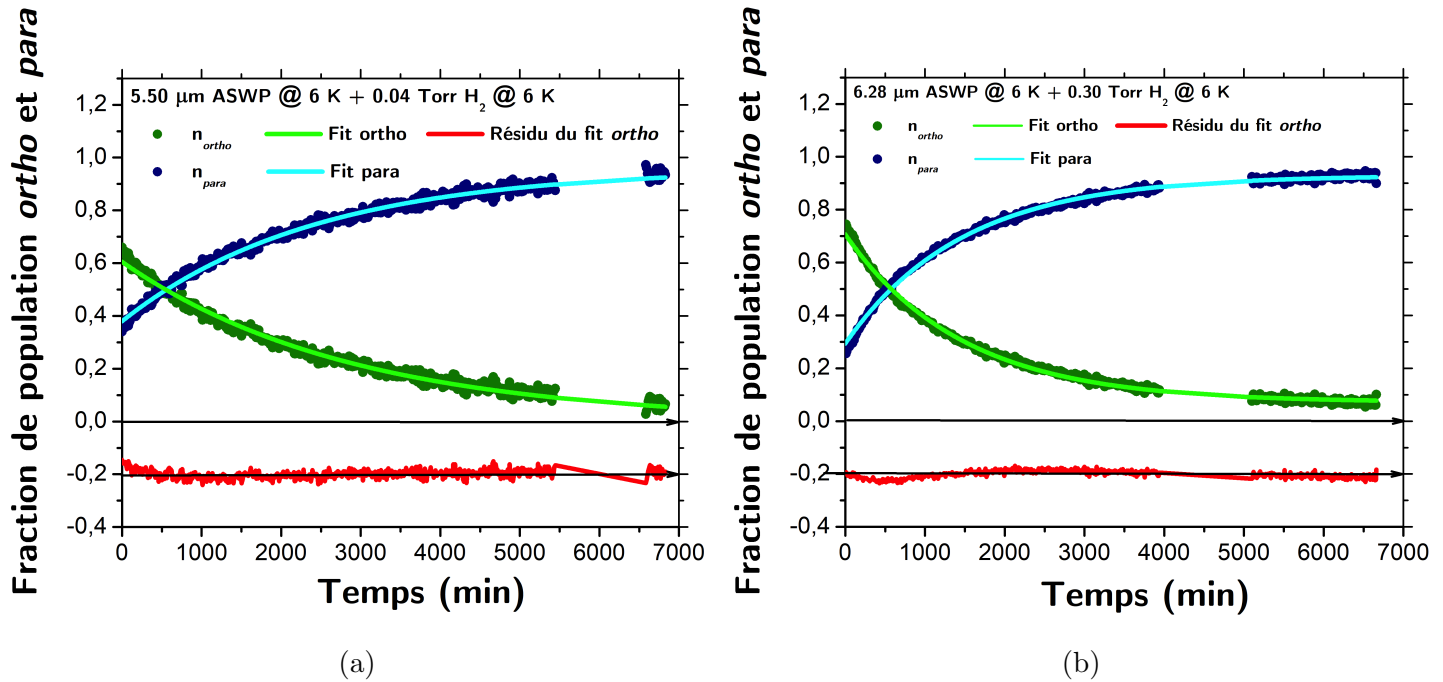 Fraction de population ortho et para
5.50 µm ASWP @ 6 K + 0.04 Torr H2 @ 6 K
n ortho Fit ortho Résidu du fit ortho
n para Fit para
1,2
1,0
0,8
0,6
0,4
0,2
0,0
-0,2
-0,4
0 1000 2000 3000 4000 5000 6000 7000
Temps (min)
(a)
Fraction de population ortho et para
6.28 µm ASWP @ 6 K + 0.30 Torr H2 @ 6 K
n ortho Fit ortho Résidu du fit ortho
n para Fit para
1,2
1,0
0,8
0,6
0,4
0,2
0,0
-0,2
-0,4
0 1000 2000 3000 4000 5000 6000 7000
Temps (min)
(b)